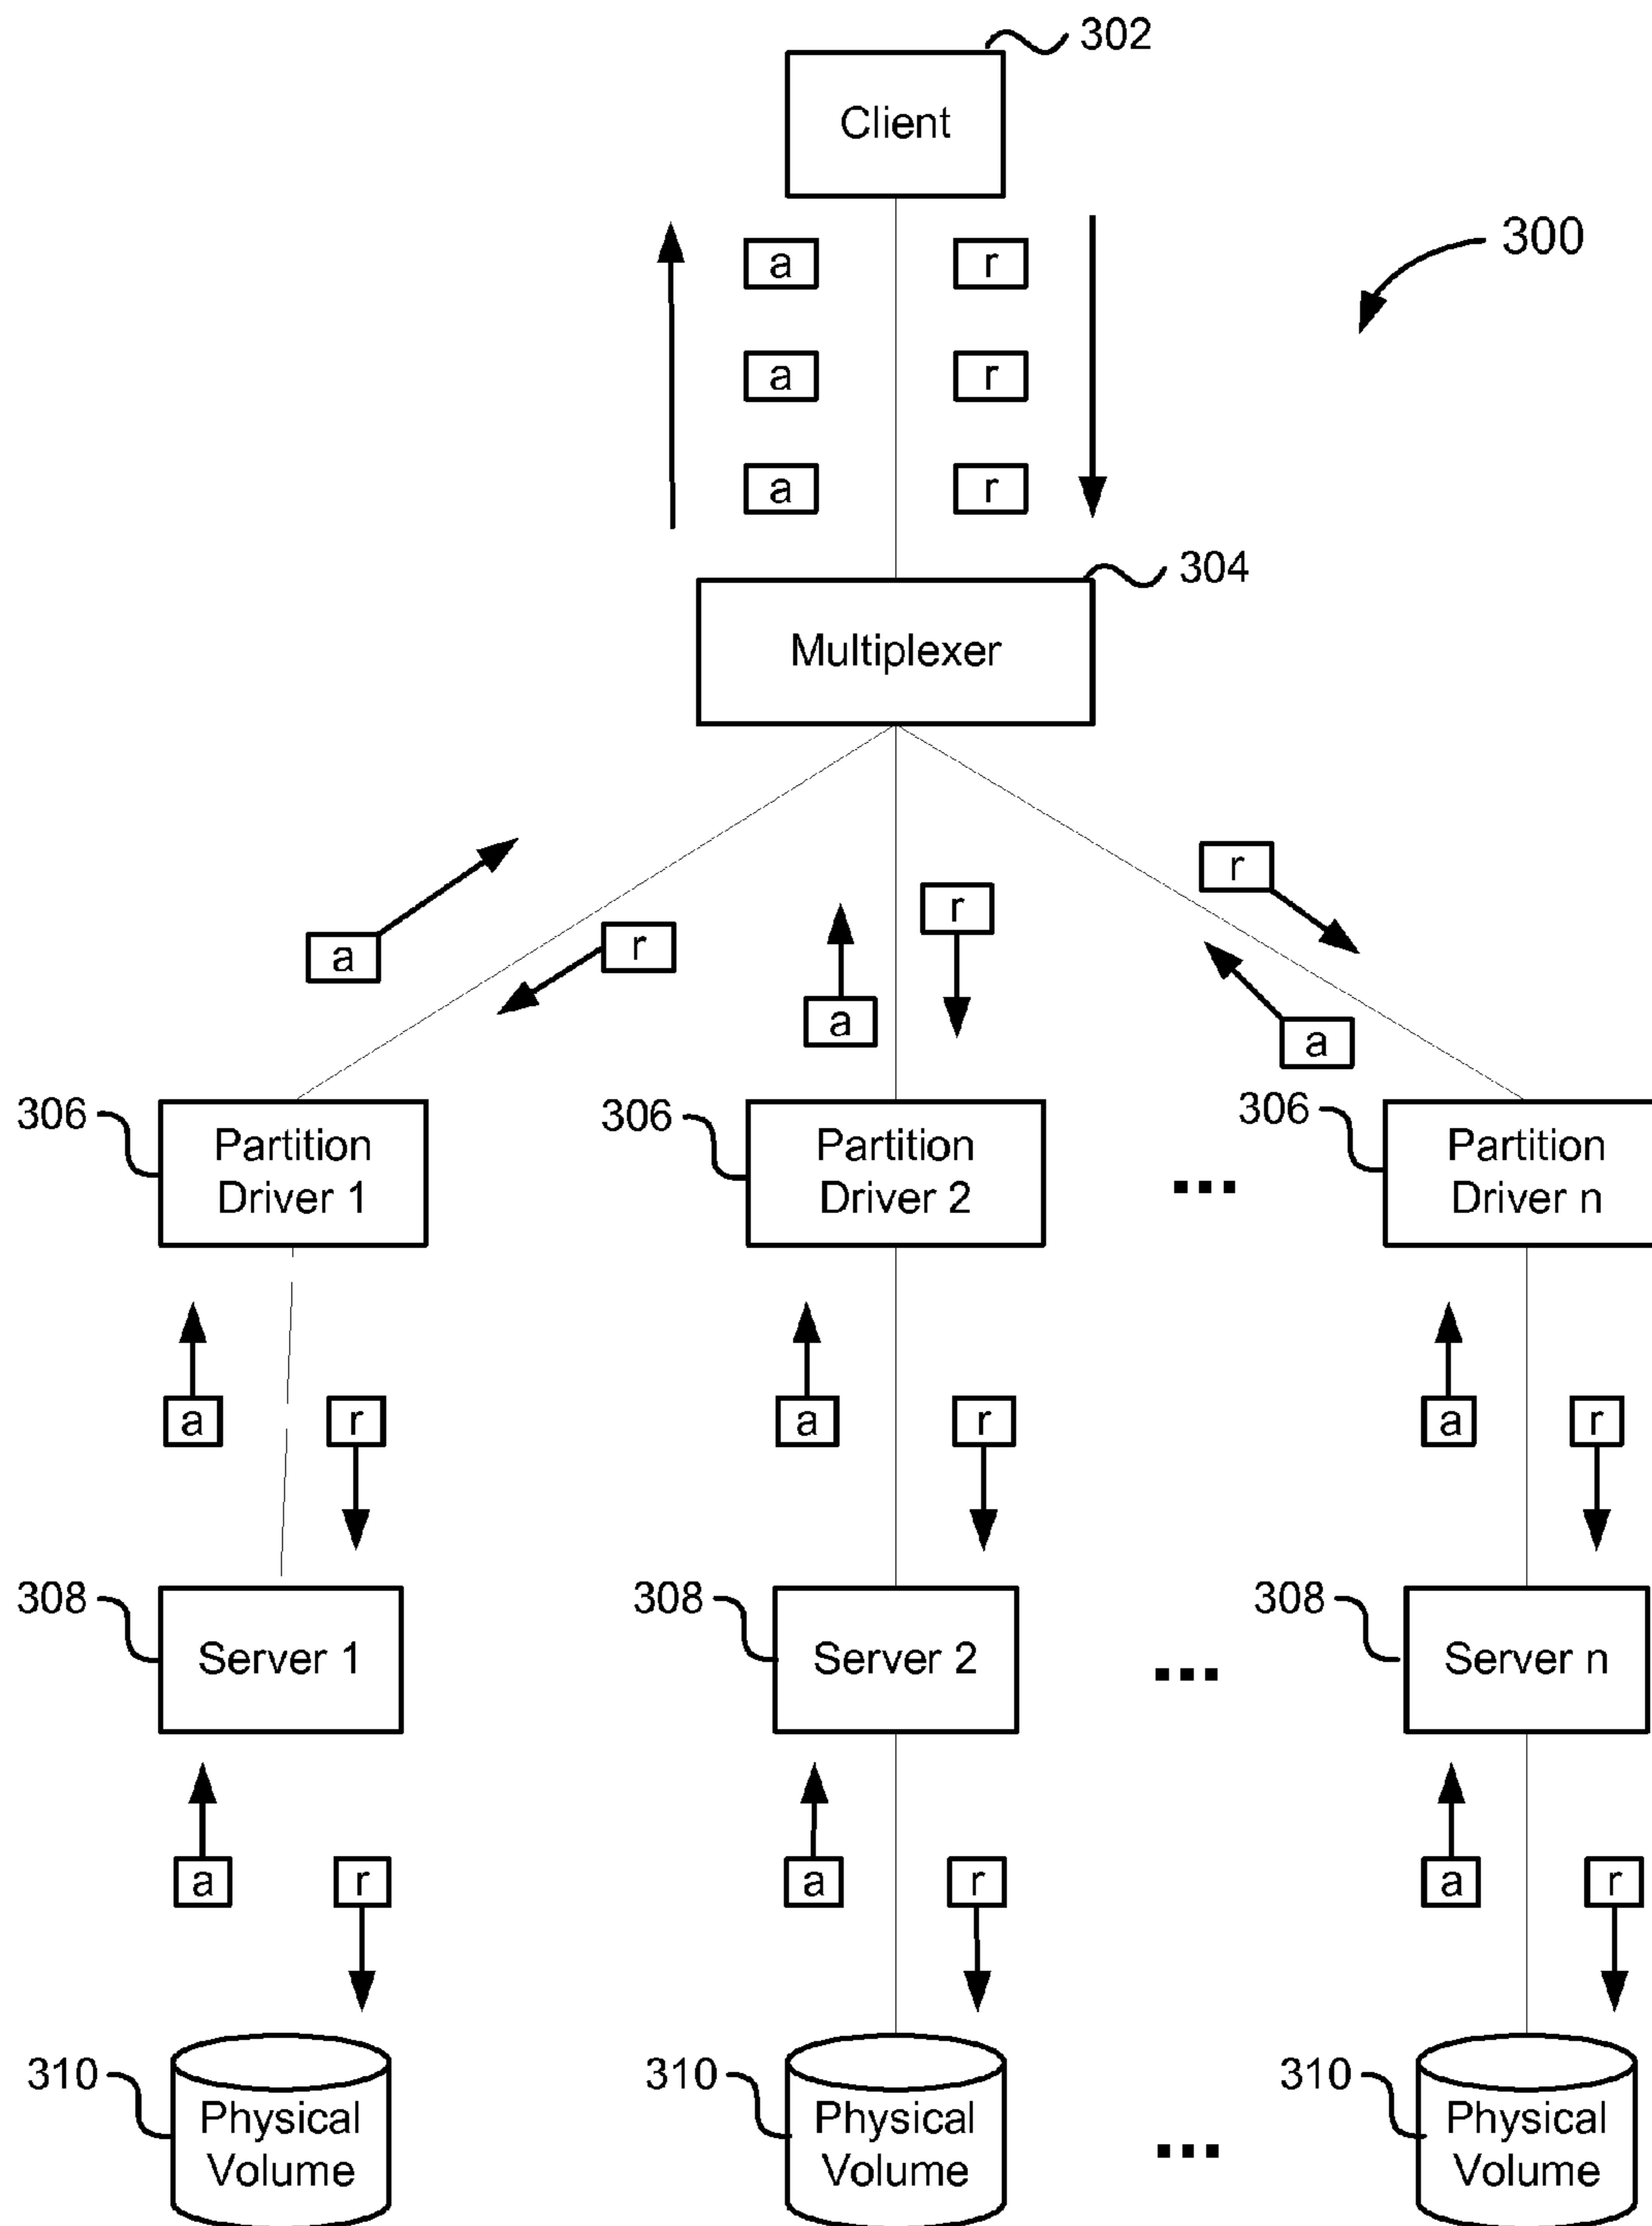 302
Client
300
a r
a r
a r
304
Multiplexer
r
r
r
a
a
a
306
306
306
Partition
Driver 1
Partition
Driver 2
...
Partition
Driver n
a r a r a r
308
308
308
Server 1
Server 2
...
Server n
a r a r a r
310
310
310
Physical
Volume
Physical
Volume
...
Physical
Volume